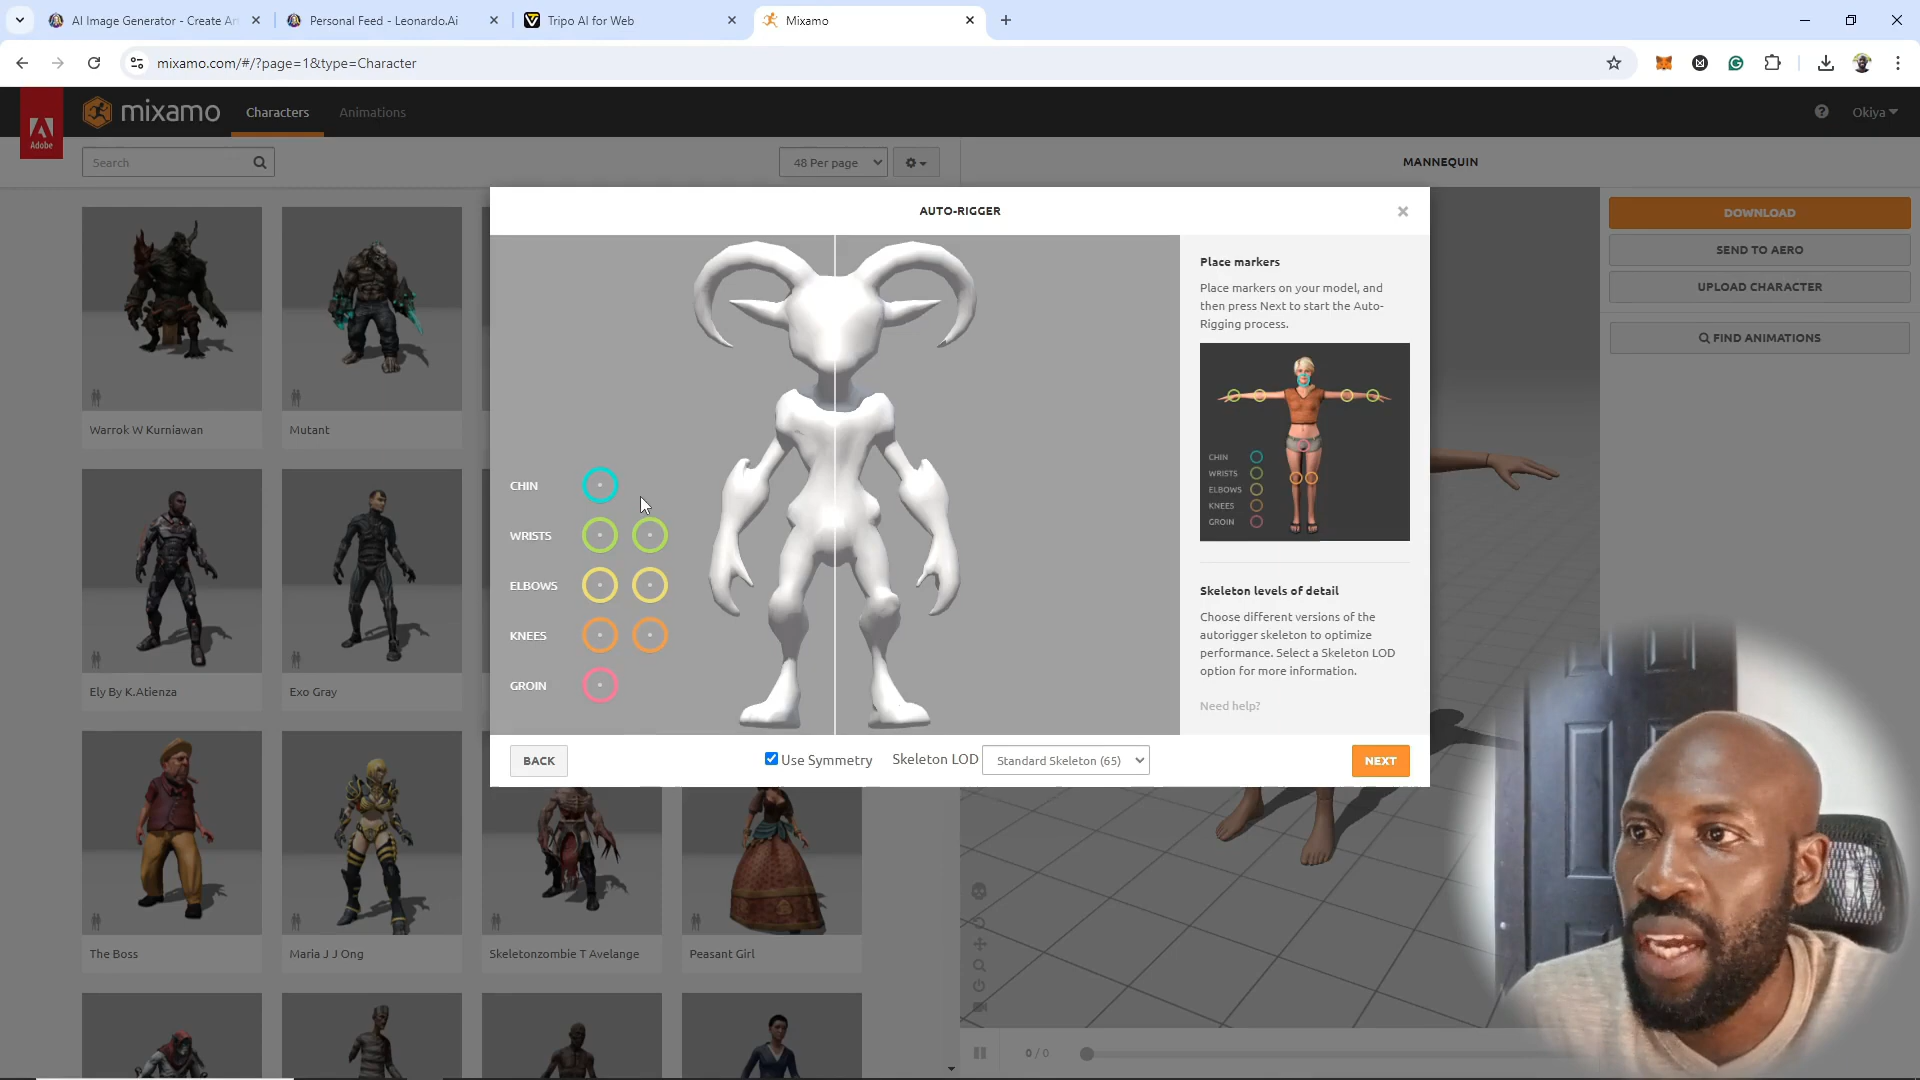 AI Image Generator - Create Ar
Personal Feed - Leonardo.Ai
Tripo AI for Web
Mixamo
mixamo.com/#/?page=1&type=Character
Adobe
mixamo
Characters
Animations
Okiya
Search
48 Per page
MANNEQUIN
AUTO-RIGGER
DOWNLOAD
SEND TO AERO
UPLOAD CHARACTER
FIND ANIMATIONS
Place markers
Place markers on your model, and
then press Next to start the Auto-
Rigging process.
CHIN
WRISTS
ELBOWS
KNEES
GROIN
CHIN
WRISTS
ELBOWS
KNEES
GROIN
Skeleton levels of detail
Choose different versions of the
autorigger skeleton to optimize
performance. Select a Skeleton LOD
option for more information.
Need help?
BACK
Use Symmetry
Skeleton LOD
Standard Skeleton (65)
NEXT
Warrok W Kurniawan
Mutant
Ely By K.Atienza
Exo Gray
The Boss
Maria J J Ong
Skeletonzombie T Avelange
Peasant Girl
0 / 0